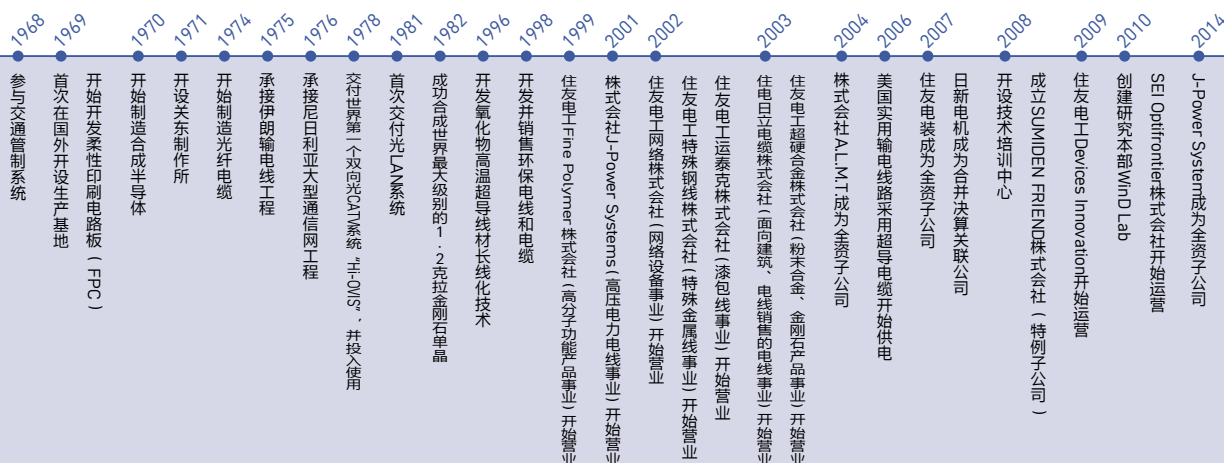 1968
参与交通管制系统
1969
首次在国外开设生产基地
开始开发柔性印刷电路板(FPC)
1970
开始制造合成半导体
1971
开设关东制作所
1974
开始制造光纤电缆
1975
承接伊朗输电线工程
1976
承接尼日利亚大型通信网工程
1978
交付世界第一个双向光CATV系统“HI-OVIS”,并投入使用
1981
首次交付光LAN系统
1982
成功合成世界最大级别的1·2克拉金刚石单晶
1996
开发氧化物高温超导线材长线化技术
1998
开发并销售环保电线和电缆
1999
住友电工Fine Polymer 株式会社(高分子功能产品事业)开始营业
2001
株式会社J-Power Systems(高压电力电线事业)开始营业
2002
住友电工网络株式会社(网络设备事业)开始营业
住友电工特殊钢线株式会社(特殊金属线事业)开始营业
住友电工运泰克株式会社(漆包线事业)开始营业
2003
住电日立电缆株式会社(面向建筑、电线销售的电线事业)开始营业
住友电工超硬合金株式会社(粉末合金、金刚石产品事业)开始营业
2004
株式会社A.L.M.T.成为全资子公司
2006
美国实用输电线路采用超导电缆开始供电
2007
住友电装成为全资子公司
日新电机成为合并决算关联公司
2008
开设技术培训中心
成立SUMIDEN FRIEND株式会社(特例子公司)
2009
住友电工Devices Innovation开始运营
2010
创建研究本部WinD Lab
SEI Optifrontier株式会社开始运营
2014
J-Power System成为全资子公司